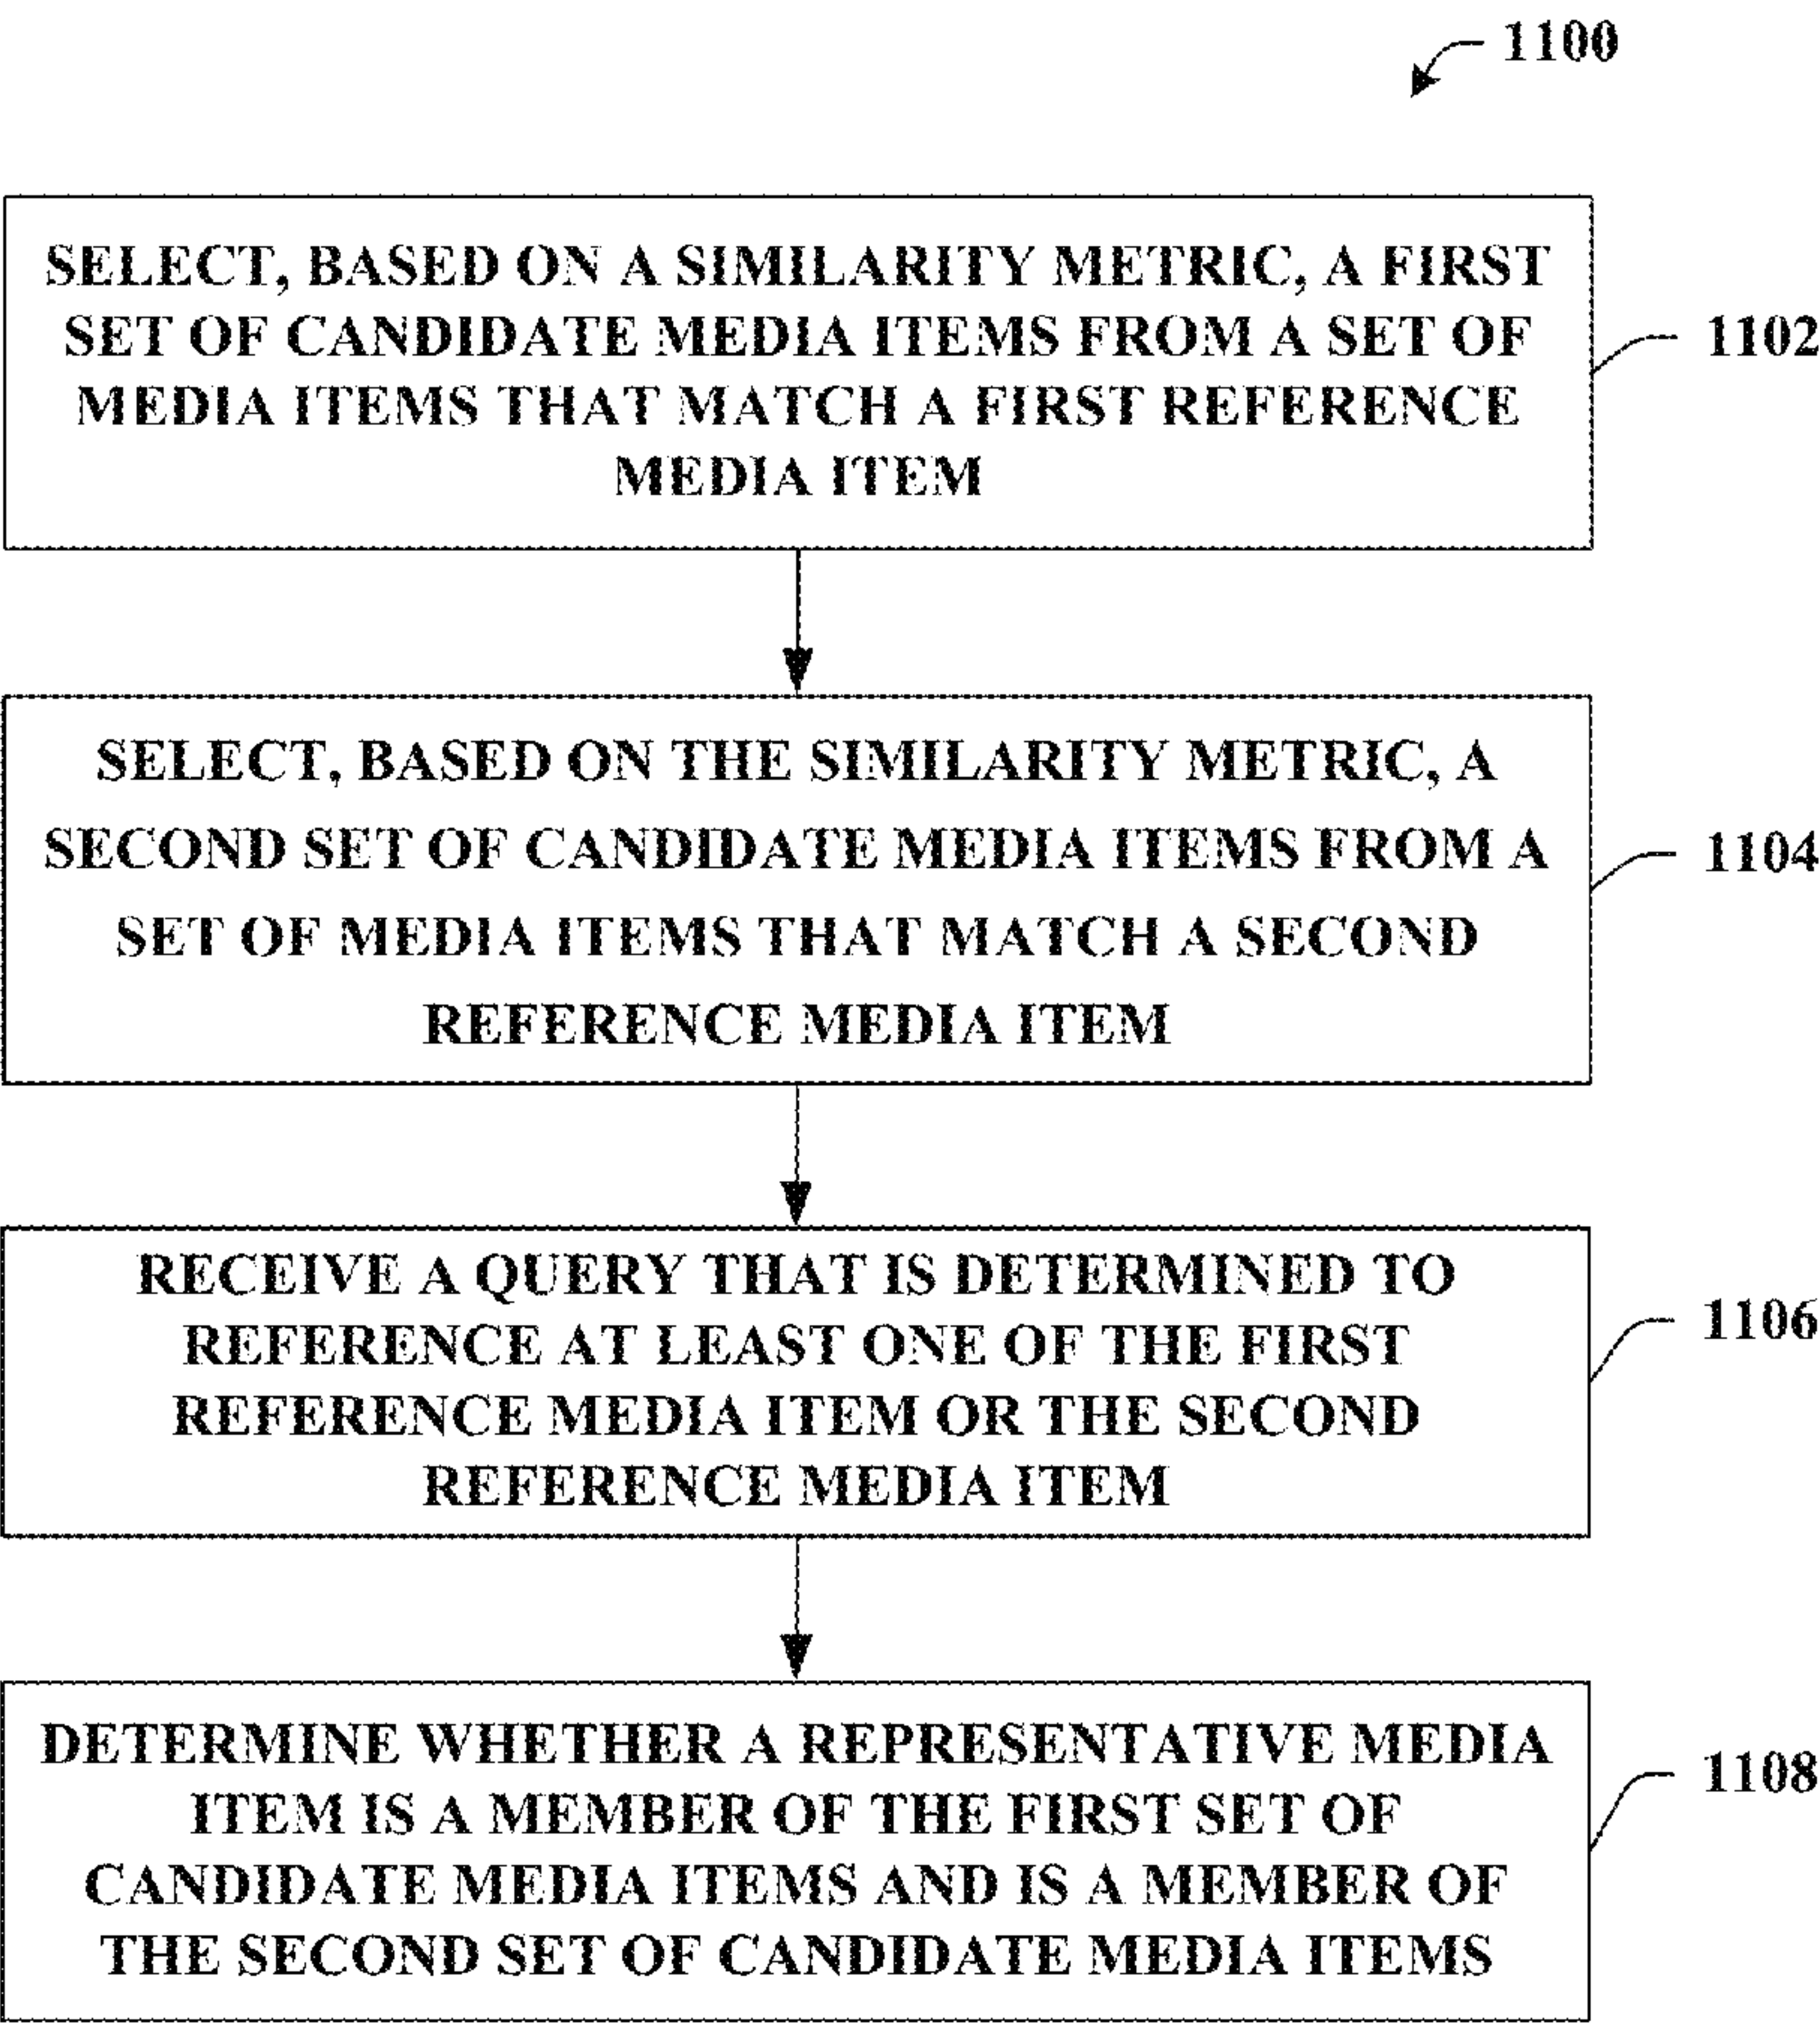 1100
SELECT, BASED ON A SIMILARITY METRIC, A FIRST
SET OF CANDIDATE MEDIA ITEMS FROM A SET OF
MEDIA ITEMS THAT MATCH A FIRST REFERENCE
MEDIA ITEM
1102
SELECT, BASED ON THE SIMILARITY METRIC, A
SECOND SET OF CANDIDATE MEDIA ITEMS FROM A
SET OF MEDIA ITEMS THAT MATCH A SECOND
REFERENCE MEDIA ITEM
1104
RECEIVE A QUERY THAT IS DETERMINED TO
REFERENCE AT LEAST ONE OF THE FIRST
REFERENCE MEDIA ITEM OR THE SECOND
REFERENCE MEDIA ITEM
1106
DETERMINE WHETHER A REPRESENTATIVE MEDIA
ITEM IS A MEMBER OF THE FIRST SET OF
CANDIDATE MEDIA ITEMS AND IS A MEMBER OF
THE SECOND SET OF CANDIDATE MEDIA ITEMS
1108